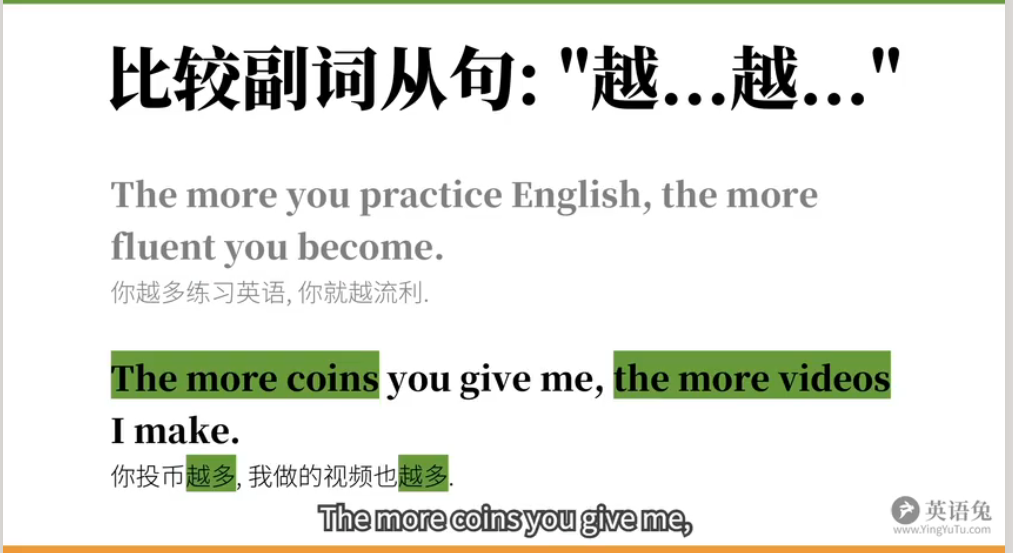 比较副词从句: "越...越..."
The more you practice English, the more
fluent you become.
你越多练习英语, 你就越流利.
The more coins you give me, the more videos
I make.
你投币越多, 我做的视频也越多.
The more coins you give me,
英语兔
www.YingYuTu.com